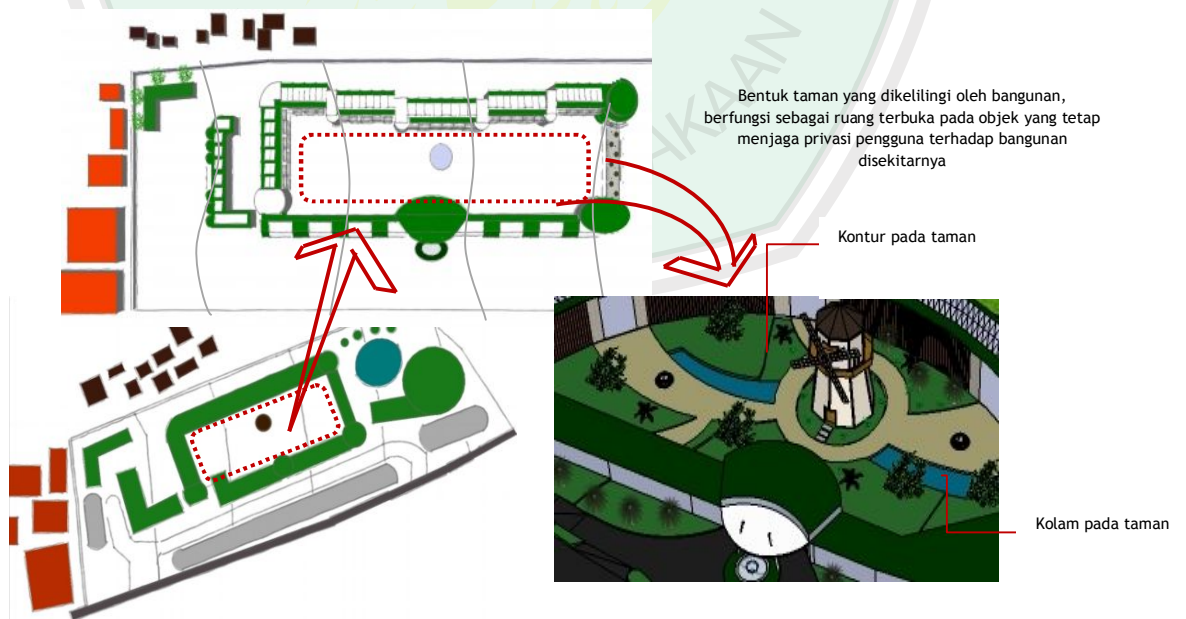 Bentuk taman yang dikelilingi oleh bangunan,
berfungsi sebagai ruang terbuka pada objek yang tetap
menjaga privasi pengguna terhadap bangunan
disekitarnya
Kontur pada taman
Kolam pada taman